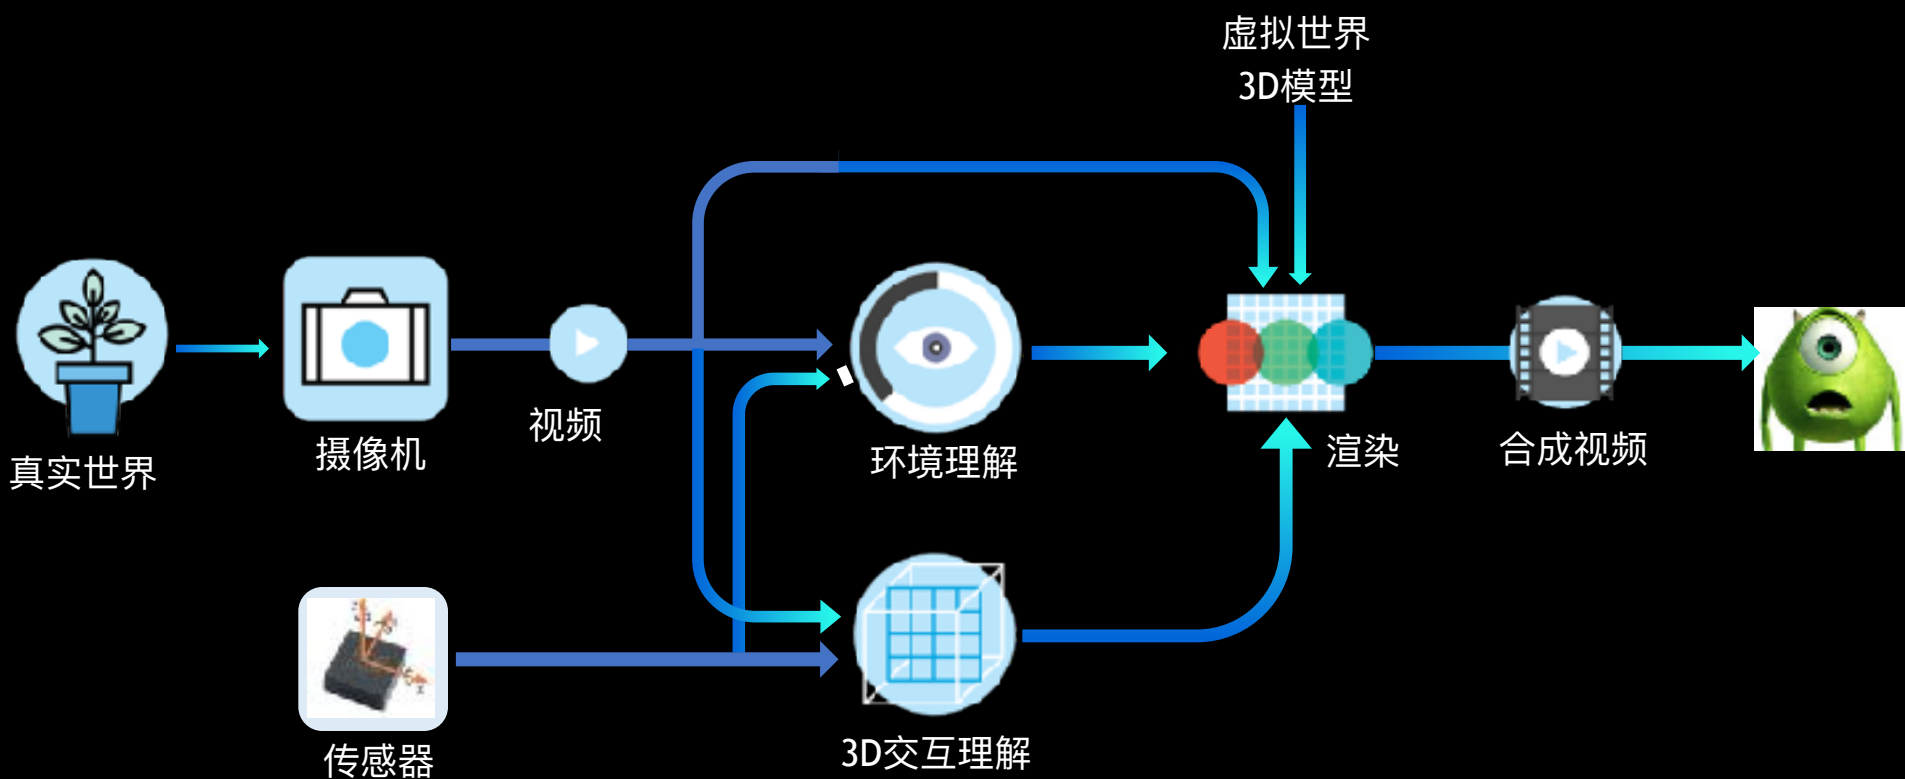 虚拟世界
3D模型
真实世界
摄像机
视频
环境理解
渲染
合成视频
传感器
3D交互理解